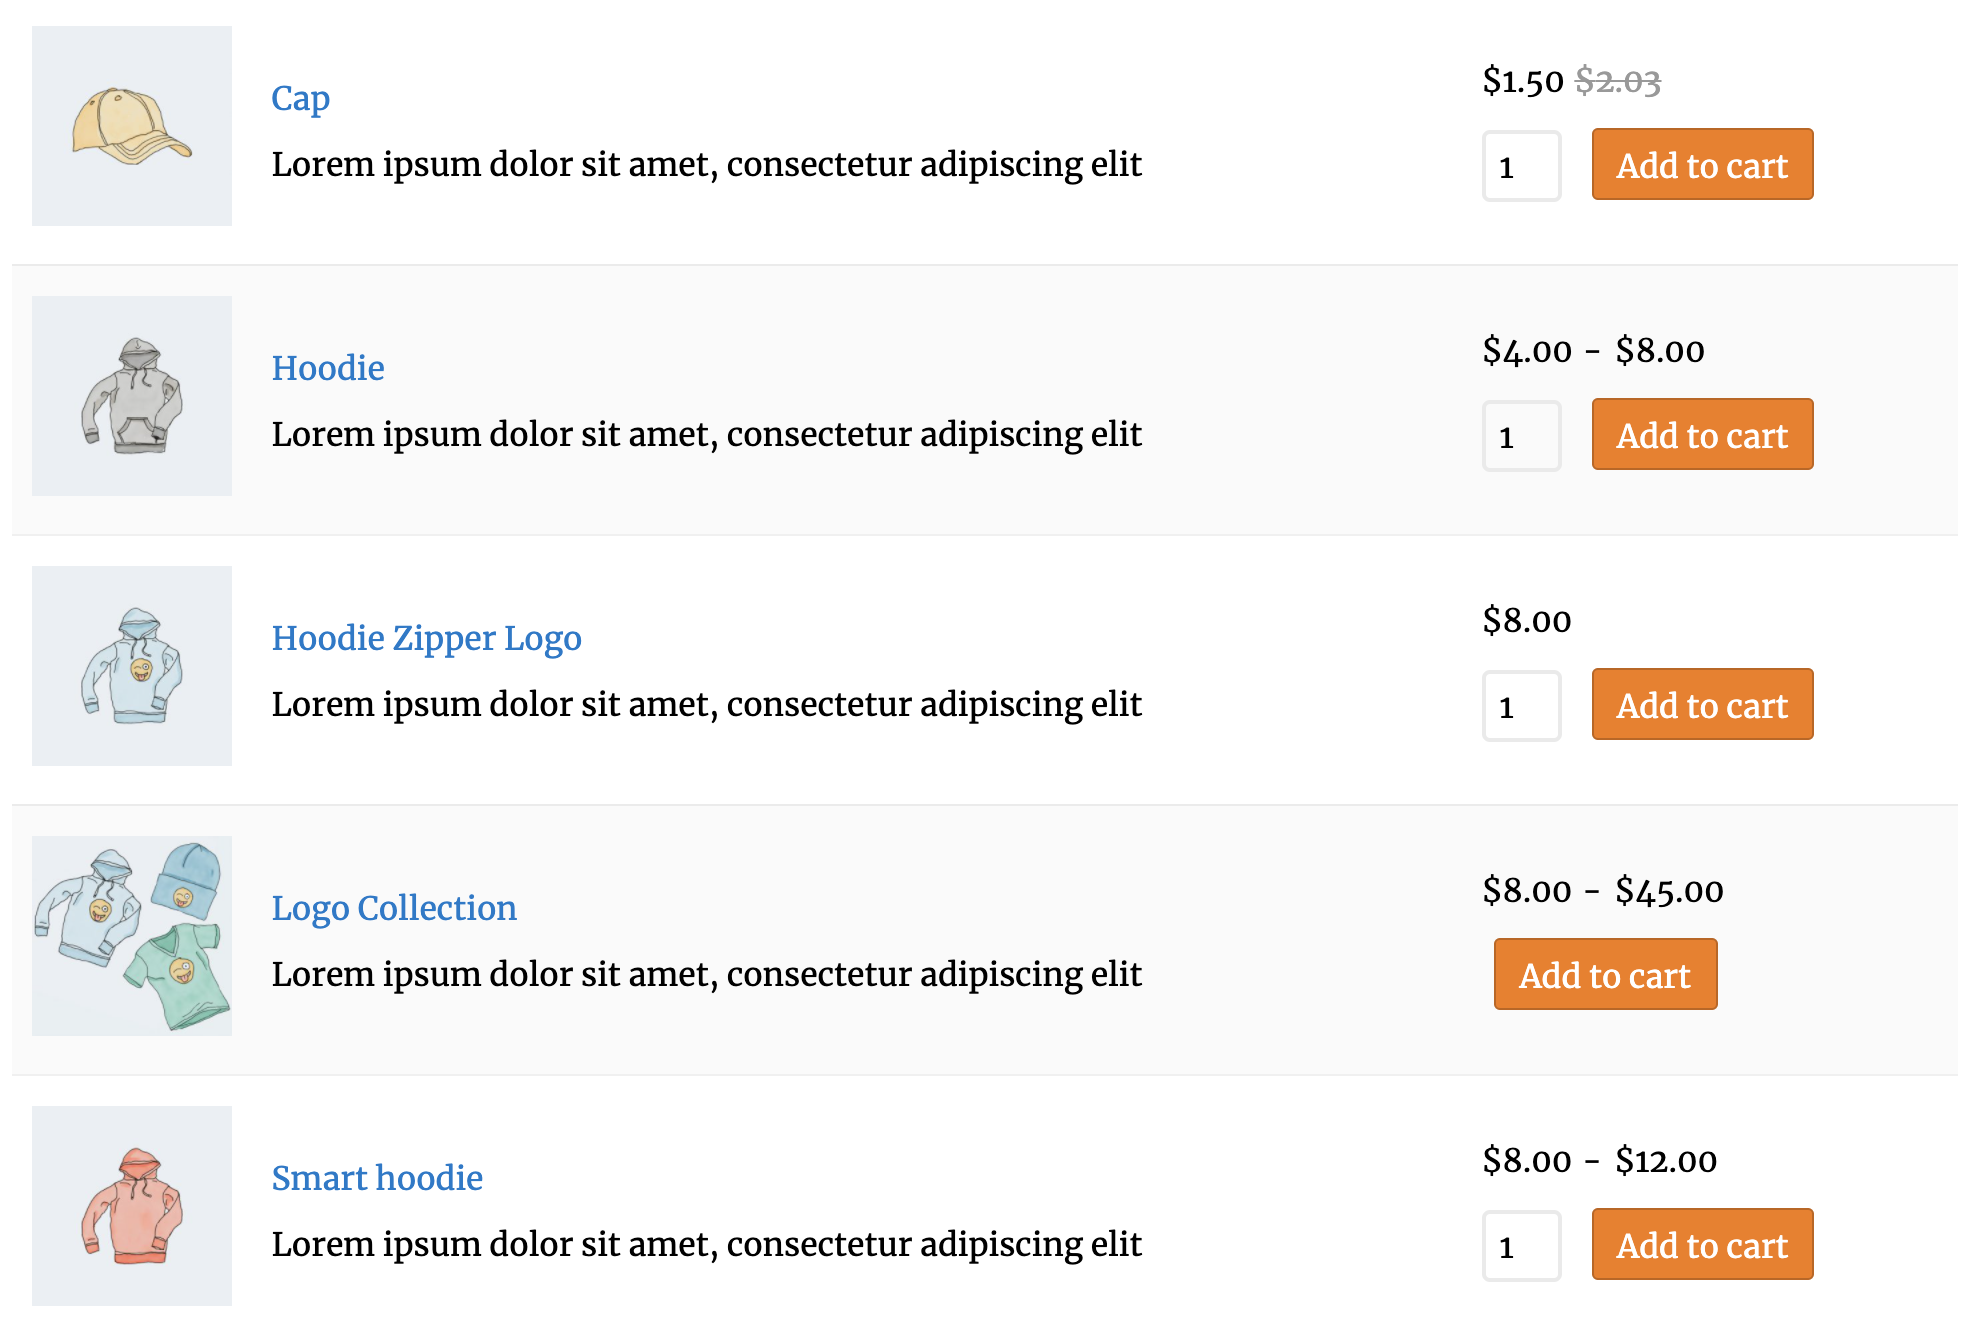 Cap
Lorem ipsum dolor sit amet, consectetur adipiscing elit
$1.50 $2.03
1 Add to cart
Hoodie
Lorem ipsum dolor sit amet, consectetur adipiscing elit
$4.00 - $8.00
1 Add to cart
Hoodie Zipper Logo
Lorem ipsum dolor sit amet, consectetur adipiscing elit
$8.00
1 Add to cart
Logo Collection
Lorem ipsum dolor sit amet, consectetur adipiscing elit
$8.00 - $45.00
Add to cart
Smart hoodie
Lorem ipsum dolor sit amet, consectetur adipiscing elit
$8.00 - $12.00
1 Add to cart